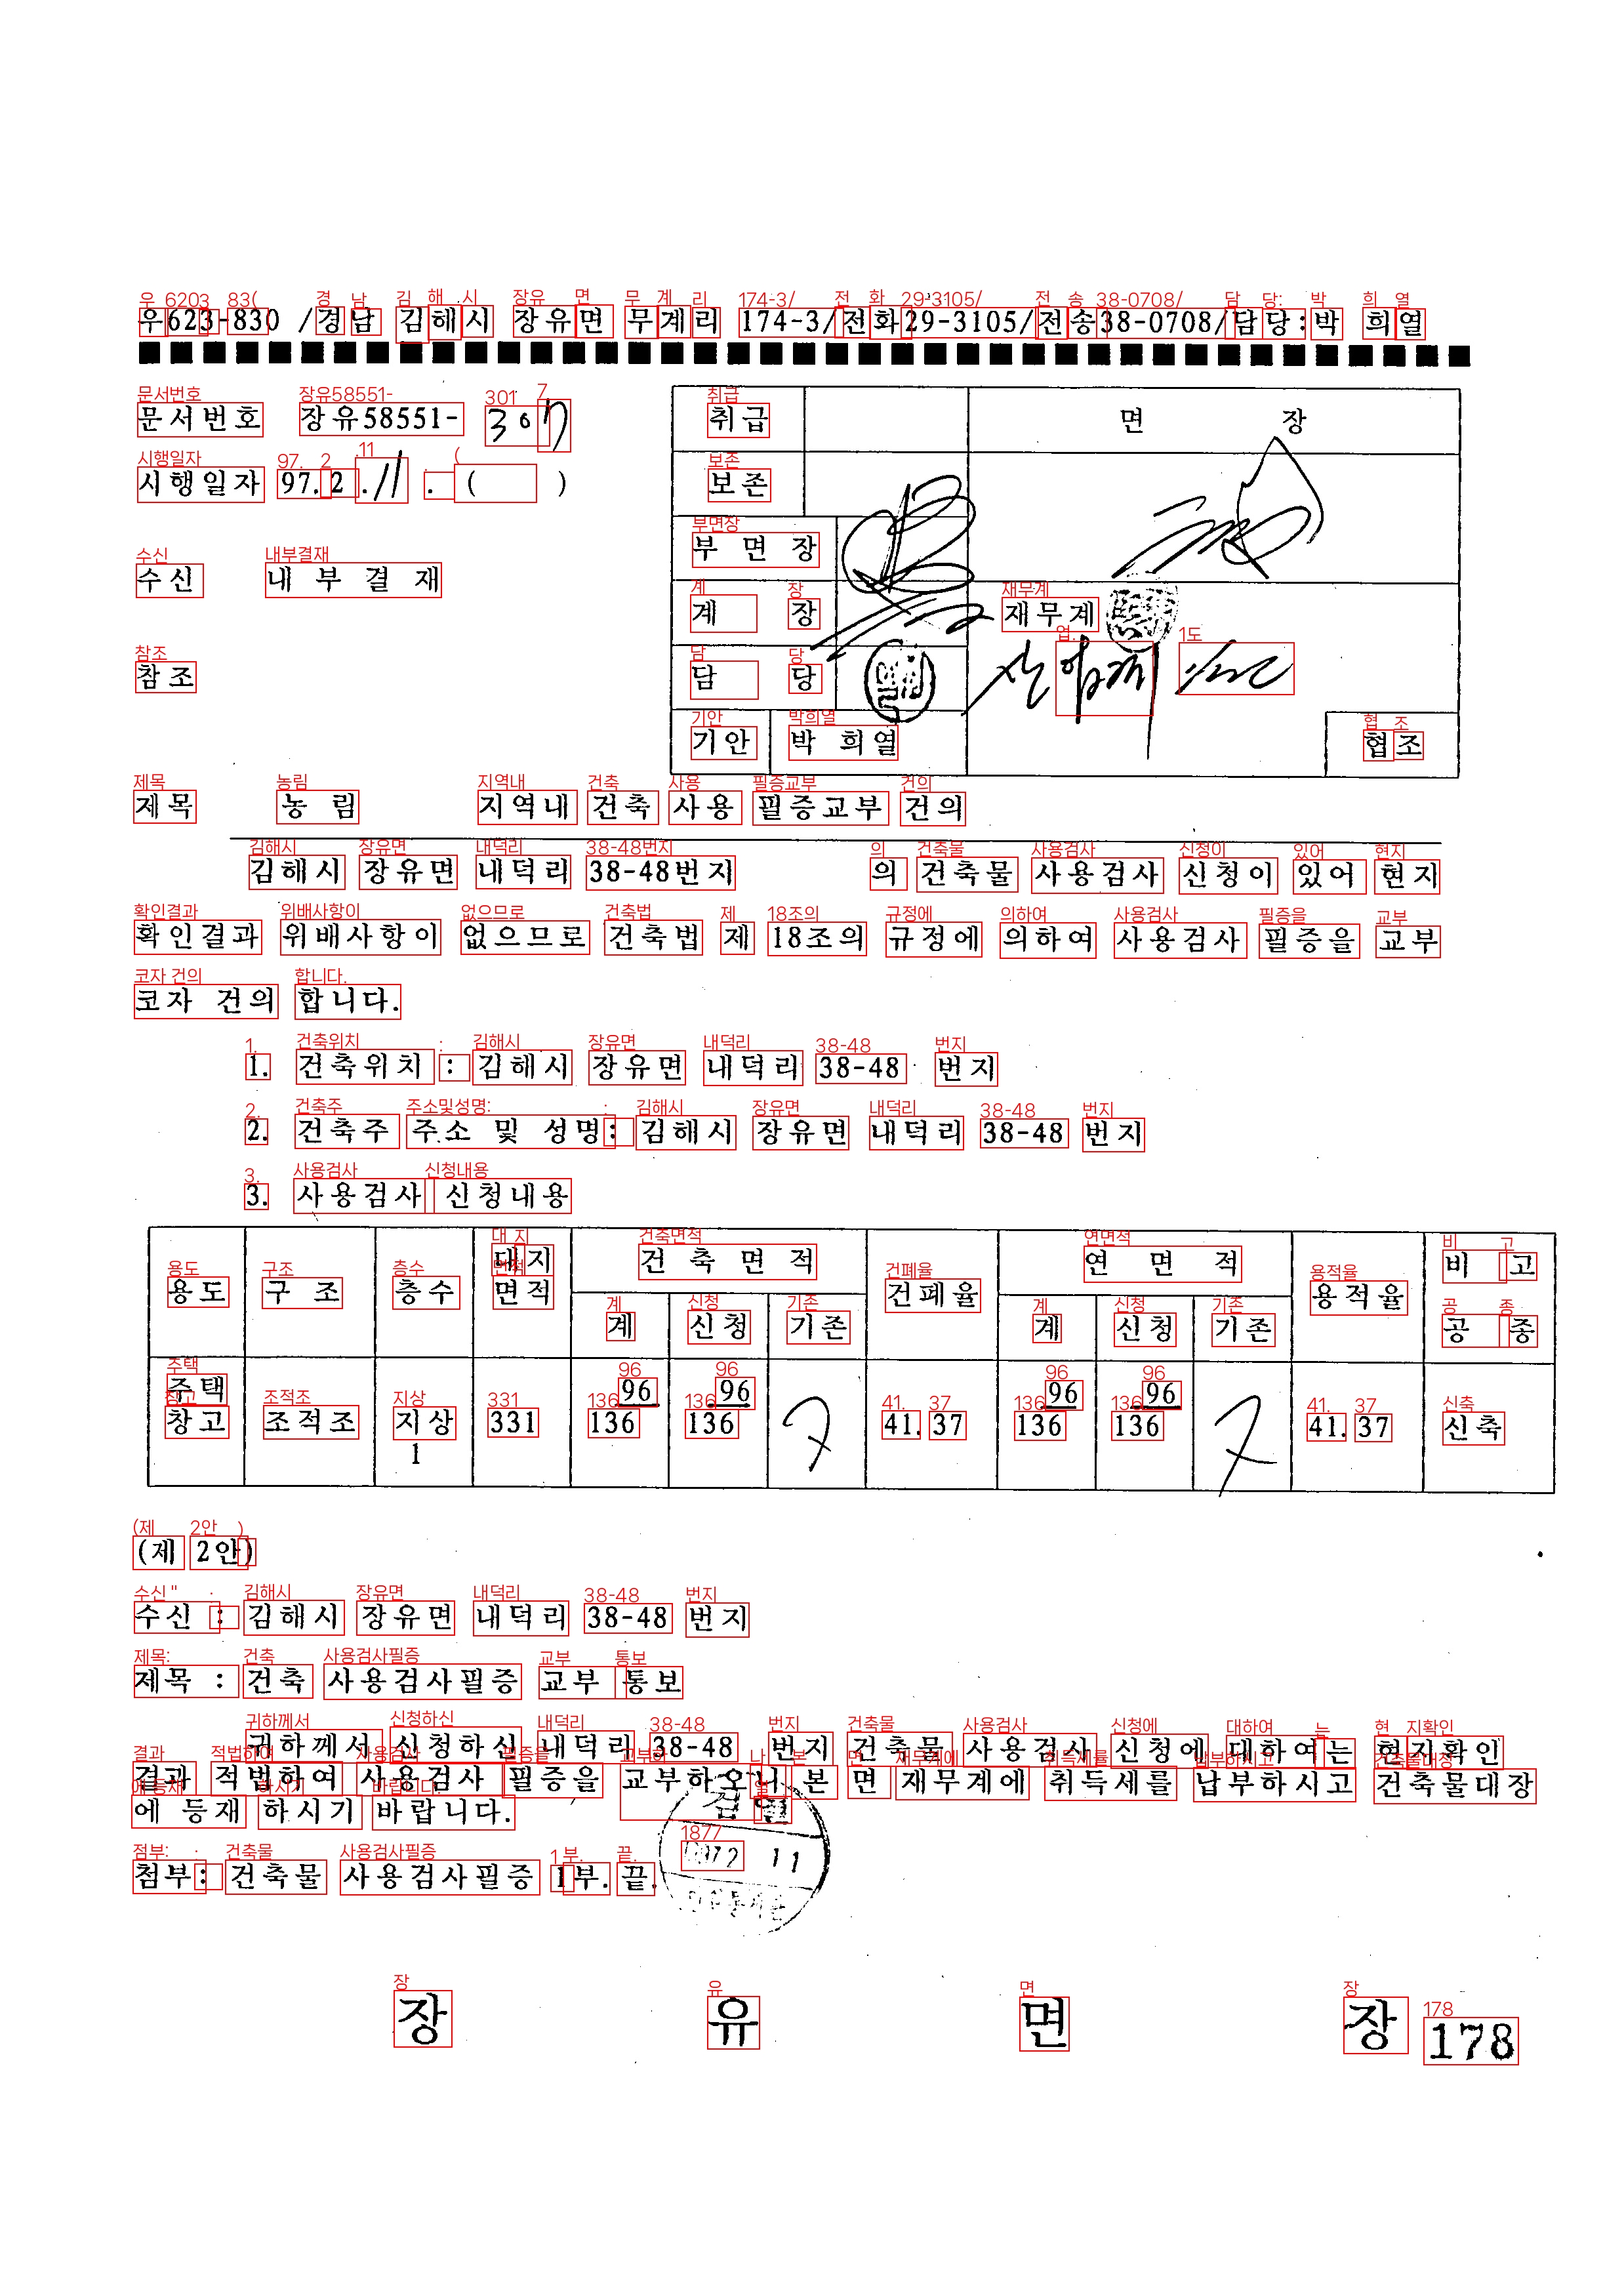 우623-830 /경남 김해시 장유면 무계리 174-3/전화29-3105/전송38-0708/담당:박 희열
문서번호 장유58551-307
시행일자 97.2.11.( )
수신 내부결재
참조
취급 면 장
보존
부 면 장
계 장 재무계
담 당
기안 박 희열 협조
제목 농 림 지역내 건축 사용 필증교부 건의
김해시 장유면 내덕리 38-48번지 의 건축물 사용검사 신청이 있어 현지
확인결과 위배사항이 없으므로 건축법 제 18조의 규정에 의하여 사용검사 필증을 교부
코자 건의 합니다.
1. 건축위치 : 김해시 장유면 내덕리 38-48 번지
2. 건축주 주소 및 성명: 김해시 장유면 내덕리 38-48 번지
3. 사용검사 신청내용
용도 구 조 층수 대지 면적 건 축 면 적 건폐율 연 면 적 용적율 비 고
계 신청 기존 계 신청 기존 공 종
주택 96 96 96 96
창고 조적조 지상 331 136 136 41.37 136 136 41.37 신축
1
(제 2안)
수신 : 김해시 장유면 내덕리 38-48 번지
제목 : 건축 사용검사필증 교부 통보
귀하께서 신청하신 내덕리 38-48 번지 건축물 사용검사 신청에 대하여는 현지확인
결과 적법하여 사용검사 필증을 교부하오니 본 면 재무계에 취득세를 납부하시고 건축물대장
에 등재 하시기 바랍니다.
첨부: 건축물 사용검사필증 1부. 끝.
장 유 면 장
178